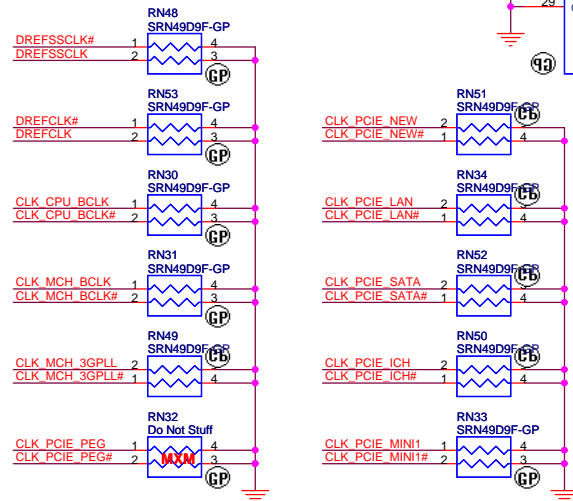 29
GP
RN48
SRN49D9F-GP
DREFSSCLK# 1 4
DREFSSCLK 2 3
GP
RN53
SRN49D9F-GP
DREFCLK# 1 4
DREFCLK 2 3
GP
RN30
SRN49D9F-GP
CLK_CPU_BCLK 1 4
CLK_CPU_BCLK# 2 3
GP
RN31
SRN49D9F-GP
CLK_MCH_BCLK 1 4
CLK_MCH_BCLK# 2 3
GP
RN49
SRN49D9F-GP
GP
CLK_MCH_3GPLL 2 3
CLK_MCH_3GPLL# 1 4
RN32
Do Not Stuff
CLK_PCIE_PEG 1 4
CLK_PCIE_PEG# 2 3
MXM
GP
RN51
SRN49D9F-GP
GP
CLK_PCIE_NEW 2 3
CLK_PCIE_NEW# 1 4
RN34
SRN49D9F-GP
GP
CLK_PCIE_LAN 2 3
CLK_PCIE_LAN# 1 4
RN52
SRN49D9F-GP
GP
CLK_PCIE_SATA 2 3
CLK_PCIE_SATA# 1 4
RN50
SRN49D9F-GP
GP
CLK_PCIE_ICH 2 3
CLK_PCIE_ICH# 1 4
RN33
SRN49D9F-GP
CLK_PCIE_MINI1 1 4
CLK_PCIE_MINI1# 2 3
GP